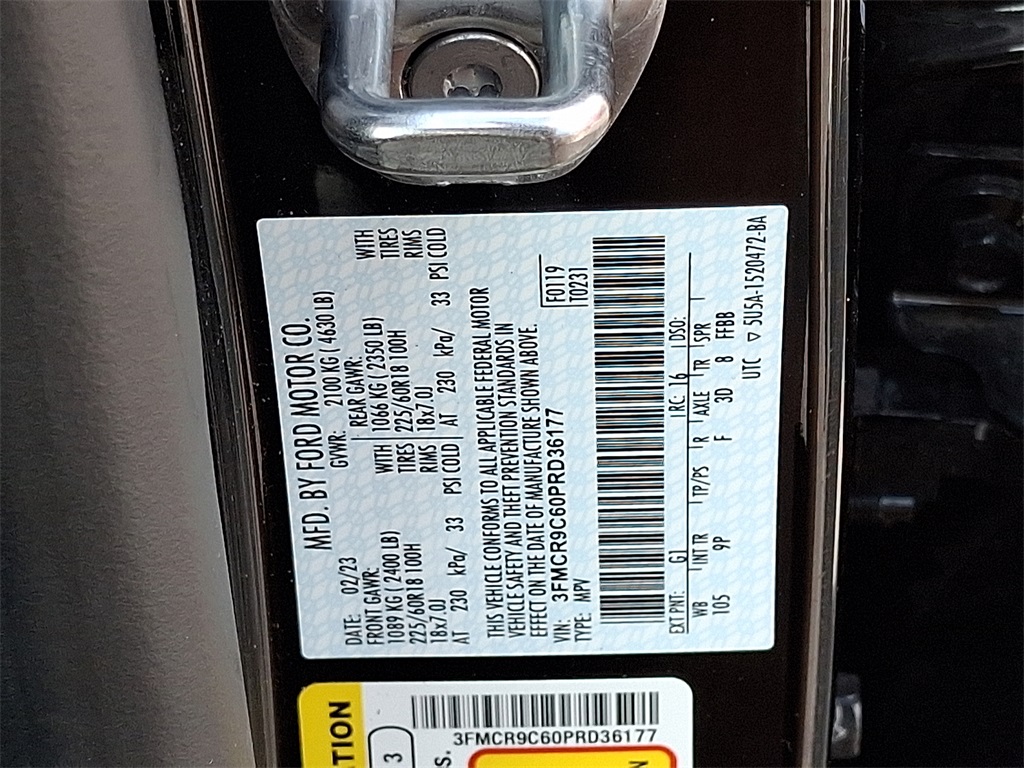 MFD. BY FORD MOTOR CO.
DATE: 02/23 GVWR: 2100 KG ( 4630 LB)
FRONT GAWR: REAR GAWR:
1089 KG ( 2400 LB) WITH 1066 KG ( 2350 LB) WITH
225/60R18 100H TIRES 225/60R18 100H TIRES
18x7.0J RIMS 18x7.0J RIMS
AT 230 kPa/ 33 PSI COLD AT 230 kPa/ 33 PSI COLD
THIS VEHICLE CONFORMS TO ALL APPLICABLE FEDERAL MOTOR
VEHICLE SAFETY AND THEFT PREVENTION STANDARDS IN
EFFECT ON THE DATE OF MANUFACTURE SHOWN ABOVE.
VIN: 3FMCR9C60PRD36177
TYPE: MPV
F0119
T0231
EXT PNT: G1 RC: 16 DSO:
WB INT TR TP/PS R AXLE TR SPR
105 9P F 3D 8 FFBB
UTC ▽ 5U5A-1520472-BA
TION
3
S.
3FMCR9C60PRD36177
N